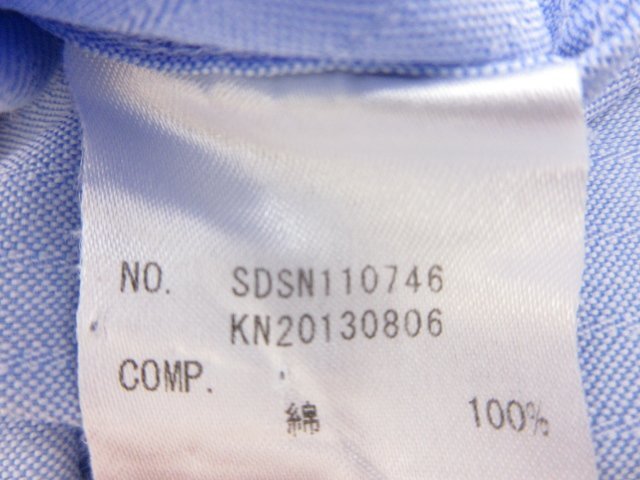 NO. SDSN110746
KN20130806
COMP.
綿 100%